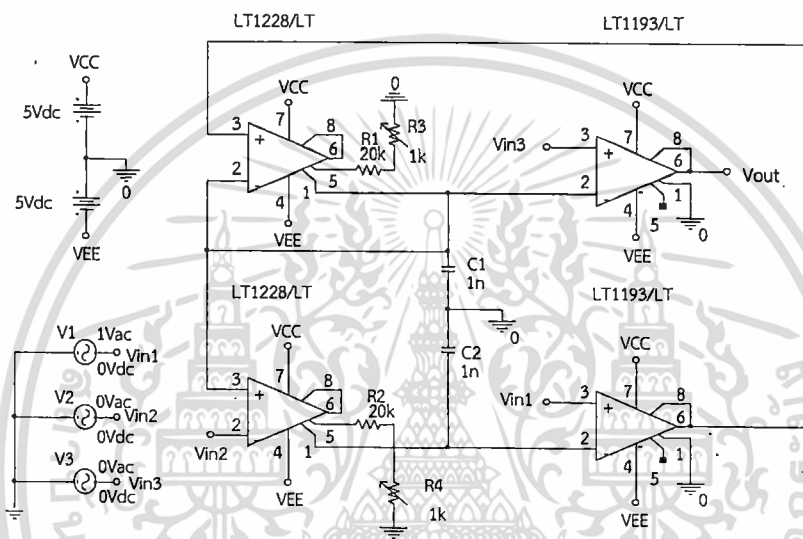 LT1228/LT
LT1193/LT
VCC
5Vdc
0
5Vdc
VEE
VCC
7
8
3
+
6
2
-
5
1
4
VEE
R1
20k
0
R3
1k
VCC
7
8
Vin3
3
+
6
Vout
2
-
1
4
5
0
VEE
C1
1n
0
C2
1n
LT1228/LT
LT1193/LT
V1
1Vac
Vin1
0Vdc
V2
0Vac
Vin2
0Vdc
V3
0Vac
Vin3
0Vdc
VCC
7
8
3
+
6
Vin2
2
-
5
1
4
VEE
R2
20k
R4
1k
VCC
7
8
Vin1
3
+
6
2
-
1
4
5
0
VEE